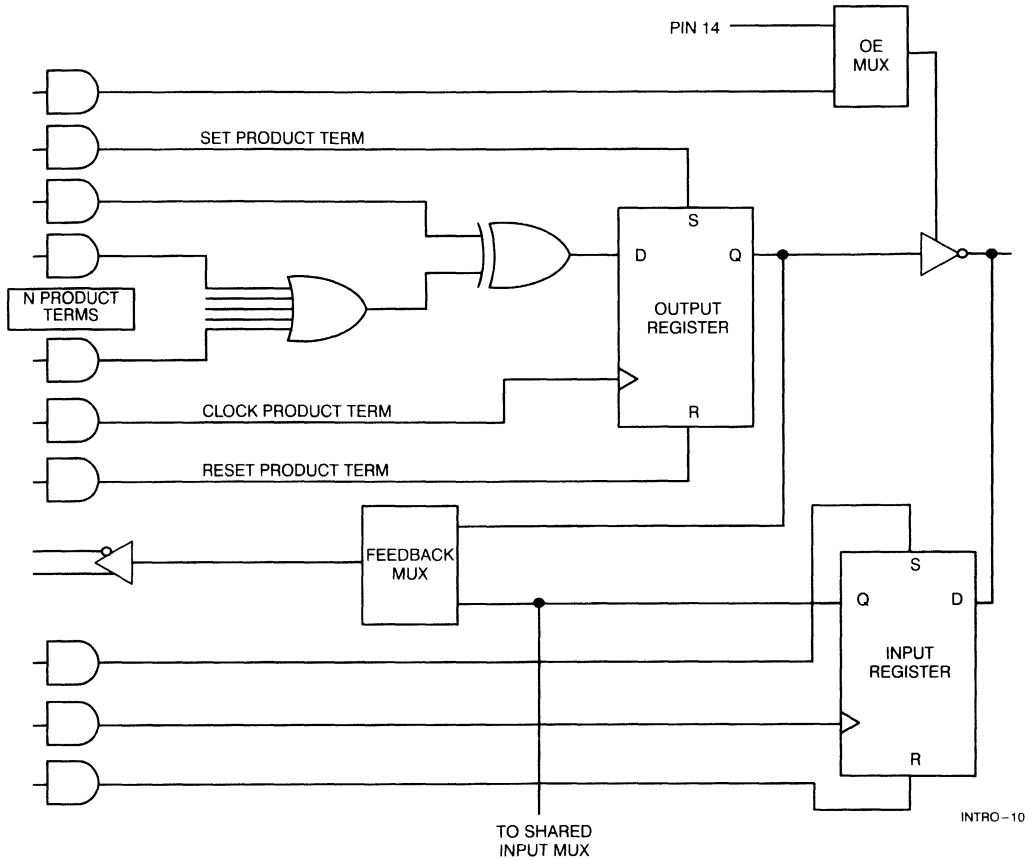 PIN 14
OE
MUX
SET PRODUCT TERM
S
D
Q
N PRODUCT
TERMS
OUTPUT
REGISTER
CLOCK PRODUCT TERM
R
RESET PRODUCT TERM
FEEDBACK
MUX
S
Q
D
INPUT
REGISTER
R
INTRO–10
TO SHARED
INPUT MUX